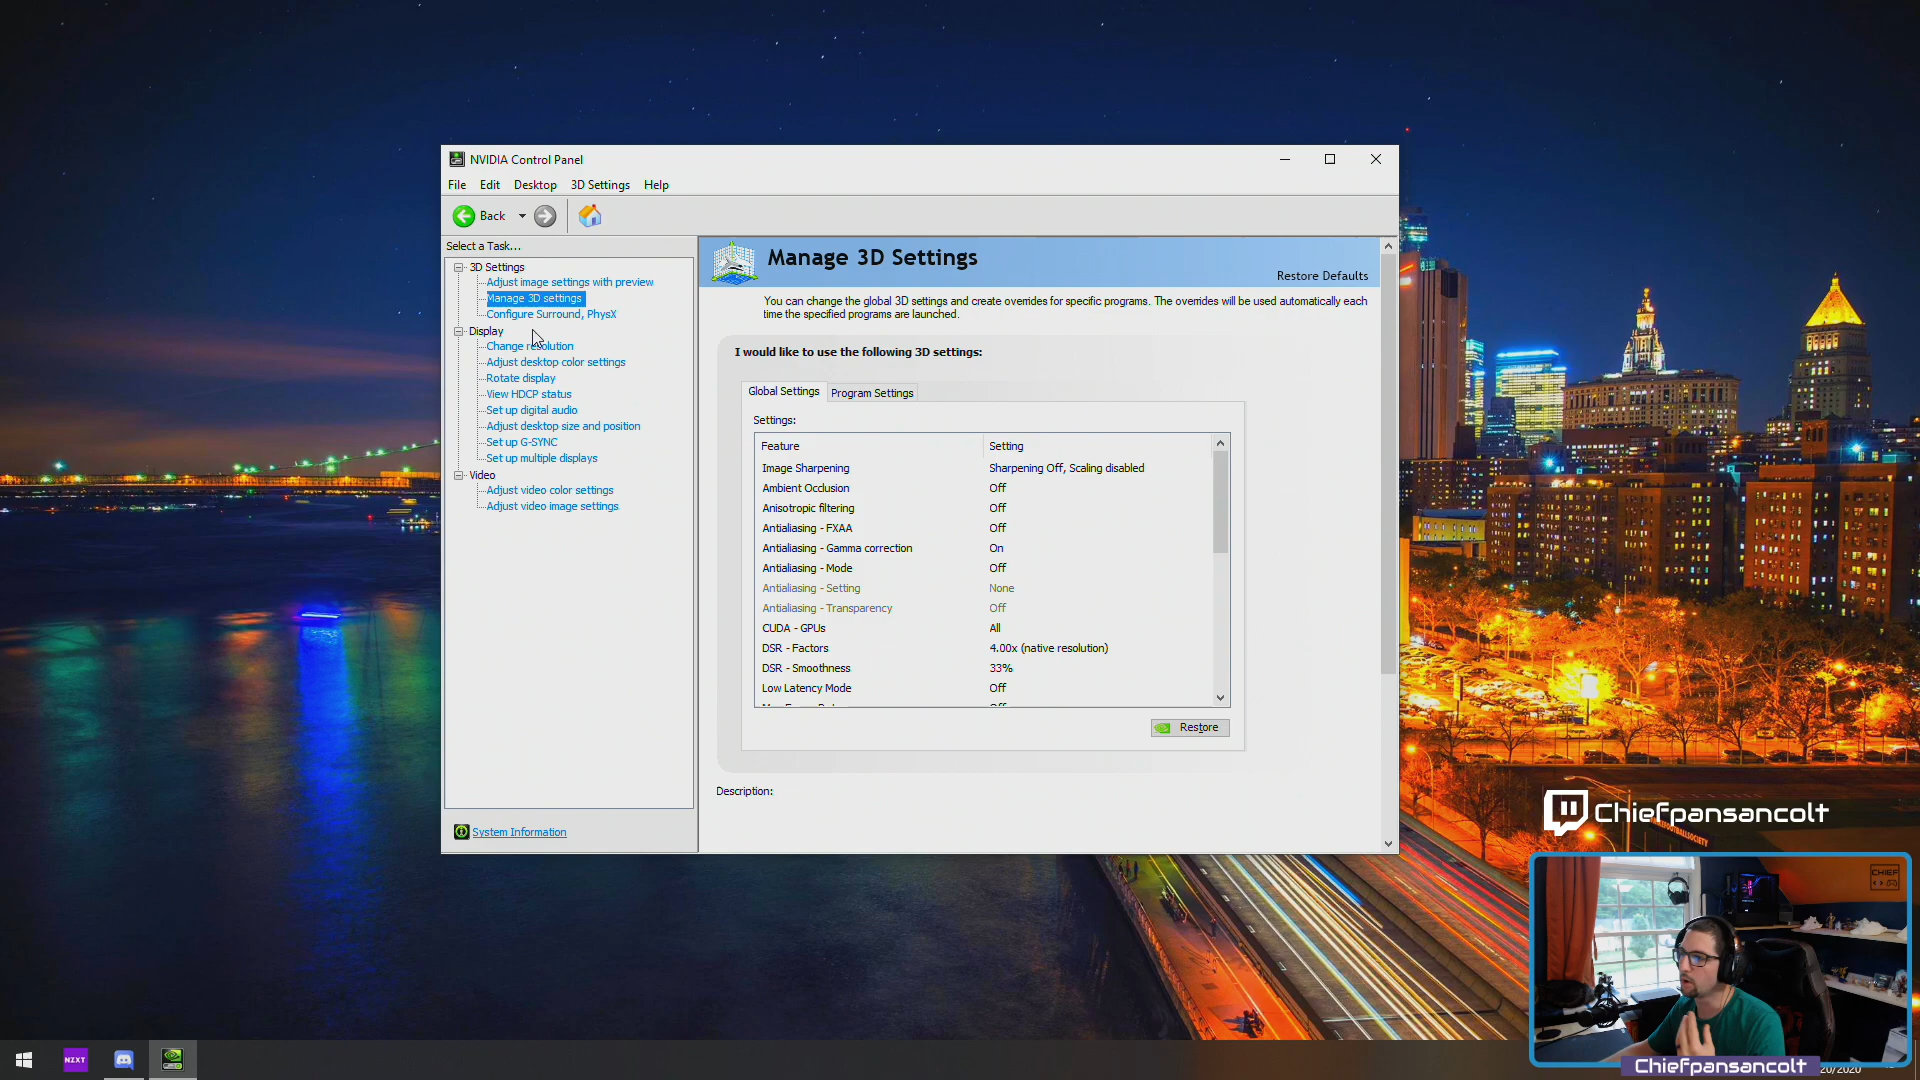 NVIDIA Control Panel
File Edit Desktop 3D Settings Help
Back
Select a Task...
3D Settings
Adjust image settings with preview
Manage 3D settings
Configure Surround, PhysX
Display
Change resolution
Adjust desktop color settings
Rotate display
View HDCP status
Set up digital audio
Adjust desktop size and position
Set up G-SYNC
Set up multiple displays
Video
Adjust video color settings
Adjust video image settings
System Information
Manage 3D Settings
Restore Defaults
You can change the global 3D settings and create overrides for specific programs. The overrides will be used automatically each
time the specified programs are launched.
I would like to use the following 3D settings:
Global Settings Program Settings
Settings:
Feature Setting
Image Sharpening Sharpening Off, Scaling disabled
Ambient Occlusion Off
Anisotropic filtering Off
Antialiasing - FXAA Off
Antialiasing - Gamma correction On
Antialiasing - Mode Off
Antialiasing - Setting None
Antialiasing - Transparency Off
CUDA - GPUs All
DSR - Factors 4.00x (native resolution)
DSR - Smoothness 33%
Low Latency Mode Off
Restore
Description:
Chiefpansancolt
CHIEF
Chiefpansancolt
NZXT
20/2020